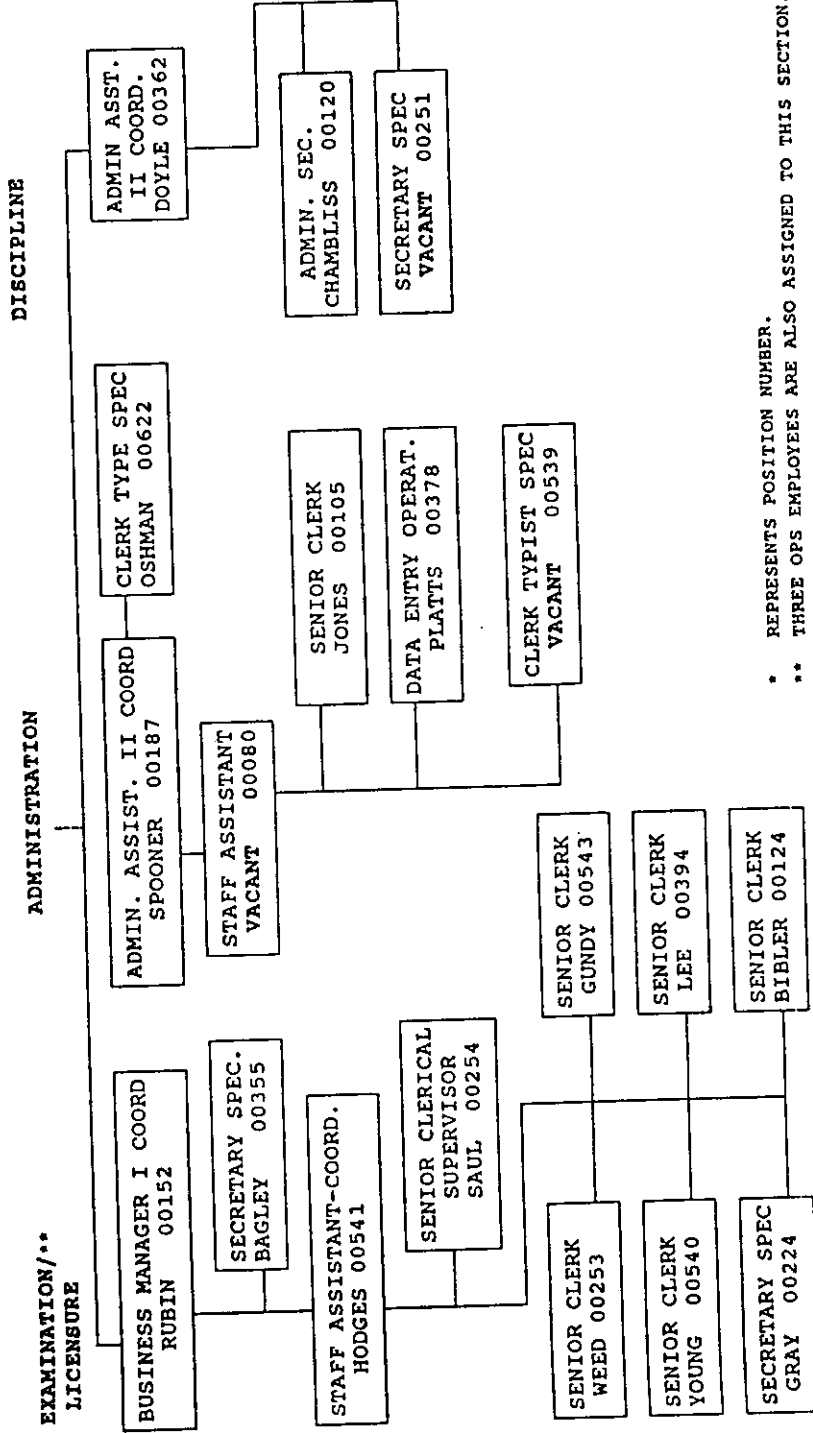 EXAMINATION/**
LICENSURE
ADMINISTRATION
DISCIPLINE
BUSINESS MANAGER I COORD
RUBIN 00152
SECRETARY SPEC.
BAGLEY 00355
STAFF ASSISTANT-COORD.
HODGES 00541
SENIOR CLERICAL
SUPERVISOR
SAUL 00254
SENIOR CLERK
WEED 00253
SENIOR CLERK
GUNDY 00543
SENIOR CLERK
YOUNG 00540
SENIOR CLERK
LEE 00394
SECRETARY SPEC
GRAY 00224
SENIOR CLERK
BIBLER 00124
ADMIN. ASSIST. II COORD
SPOONER 00187
CLERK TYPE SPEC
OSHMAN 00622
STAFF ASSISTANT
VACANT 00080
SENIOR CLERK
JONES 00105
DATA ENTRY OPERAT.
PLATTS 00378
CLERK TYPIST SPEC
VACANT 00539
ADMIN ASST.
II COORD.
DOYLE 00362
ADMIN. SEC.
CHAMBLISS 00120
SECRETARY SPEC
VACANT 00251
* REPRESENTS POSITION NUMBER.
** THREE OPS EMPLOYEES ARE ALSO ASSIGNED TO THIS SECTION.